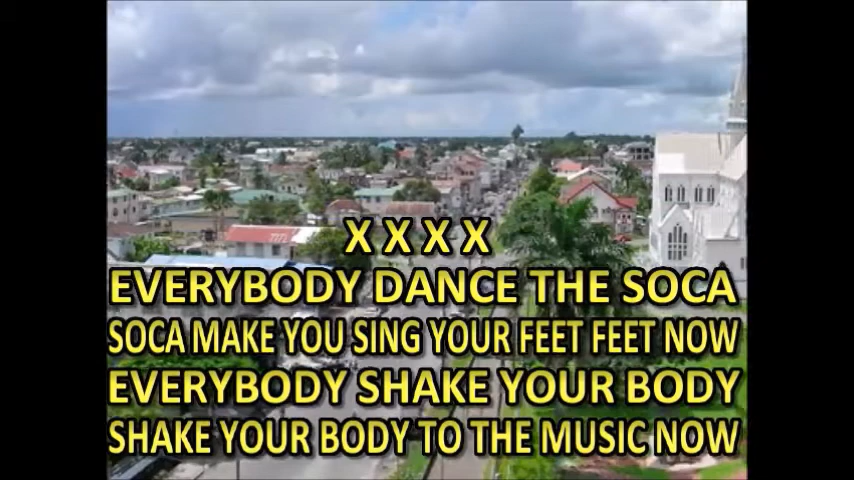 X X X X
EVERYBODY DANCE THE SOCA
SOCA MAKE YOU SING YOUR FEET FEET NOW
EVERYBODY SHAKE YOUR BODY
SHAKE YOUR BODY TO THE MUSIC NOW